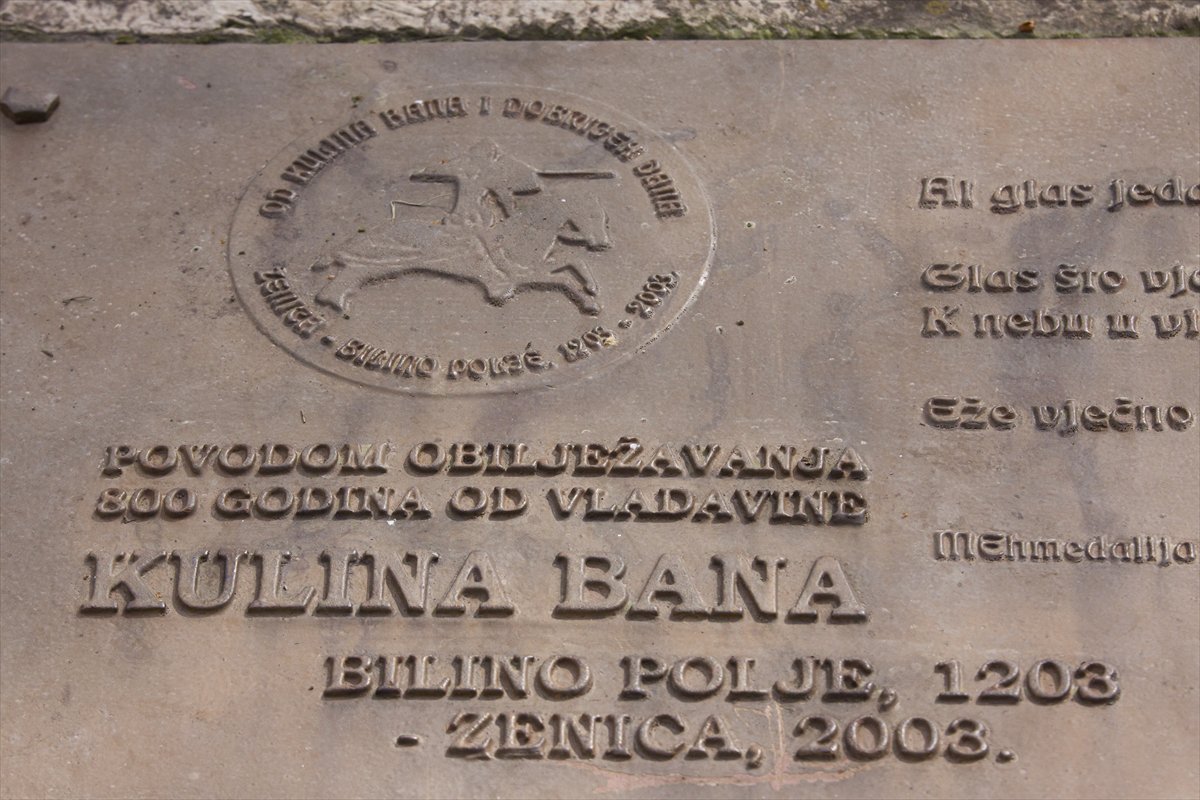 OD KULINA BANA I DOBRIJEH DANA!
ZENICA - BILINO POLJE, 1203 - 2003.
POVODOM OBILJEŽAVANJA
800 GODINA OD VLADAVINE
KULINA BANA
BILINO POLJE, 1203
- ZENICA, 2003.
Al glas
Glas što
K nebu u
Eže vječno
MEhmedalija